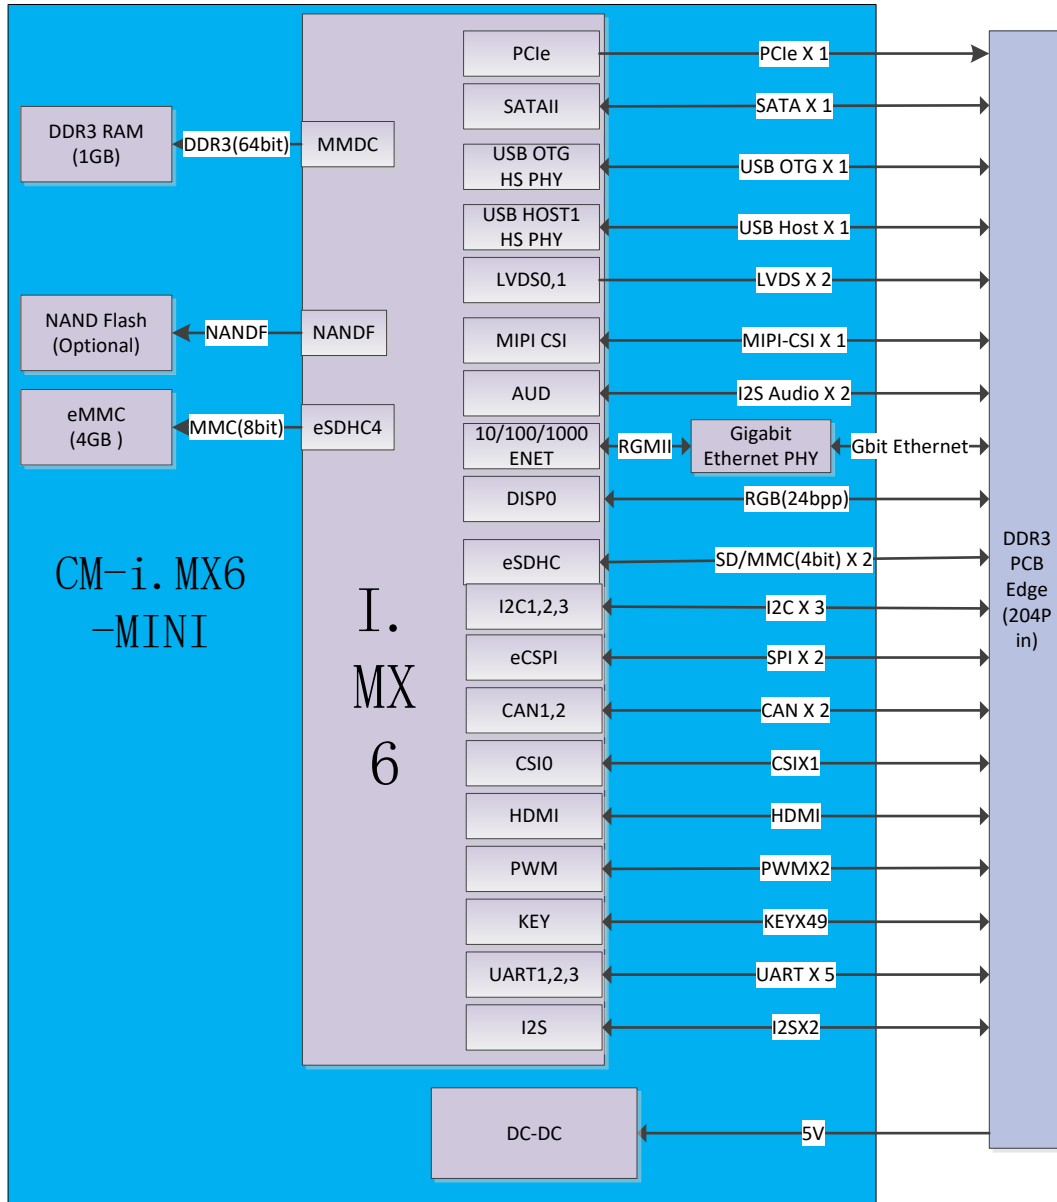 PCIe
PCIe X 1
SATAII
SATA X 1
DDR3 RAM
(1GB)
DDR3(64bit)
MMDC
USB OTG
HS PHY
USB OTG X 1
USB HOST1
HS PHY
USB Host X 1
LVDS0,1
LVDS X 2
NAND Flash
(Optional)
NANDF
NANDF
MIPI CSI
MIPI-CSI X 1
AUD
I2S Audio X 2
eMMC
(4GB )
MMC(8bit)
eSDHC4
10/100/1000
ENET
RGMII
Gigabit
Ethernet PHY
Gbit Ethernet
DISP0
RGB(24bpp)
DDR3
PCB
Edge
(204P
in)
eSDHC
SD/MMC(4bit) X 2
CM-i.MX6
-MINI
I.
MX
6
I2C1,2,3
I2C X 3
eCSPI
SPI X 2
CAN1,2
CAN X 2
CSI0
CSIX1
HDMI
HDMI
PWM
PWMX2
KEY
KEYX49
UART1,2,3
UART X 5
I2S
I2SX2
DC-DC
5V